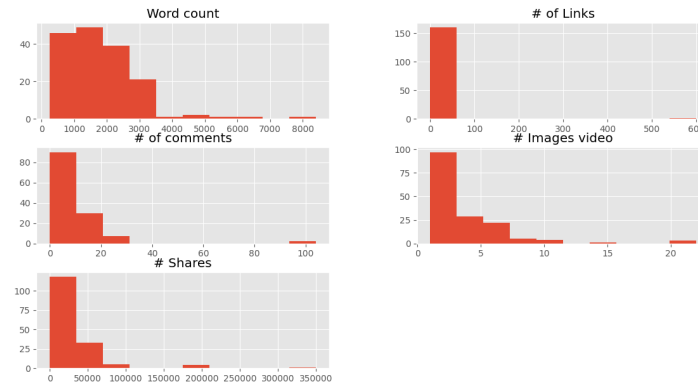 Word count
40
20
0
0 1000 2000 3000 4000 5000 6000 7000 8000
# of Links
150
100
50
0
0 100 200 300 400 500 600
# of comments
80
60
40
20
0
0 20 40 60 80 100
# Images video
100
75
50
25
0
5 10 15 20
# Shares
100
75
50
25
0
0 50000 100000 150000 200000 250000 300000 350000